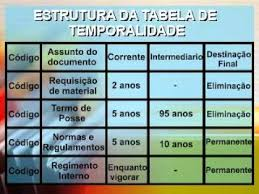 ESTRUTURA DA TABELA DE
TEMPORALIDADE
Código Assunto do documento Corrente Intermediario Destinação Final
Código Requisição de material 2 anos - Eliminação
Código Termo de Posse 5 anos 95 anos Eliminação
Código Normas e Regulamentos 5 anos 10 anos Permanente
Código Regimento Interno Enquanto vigorar - Permanente